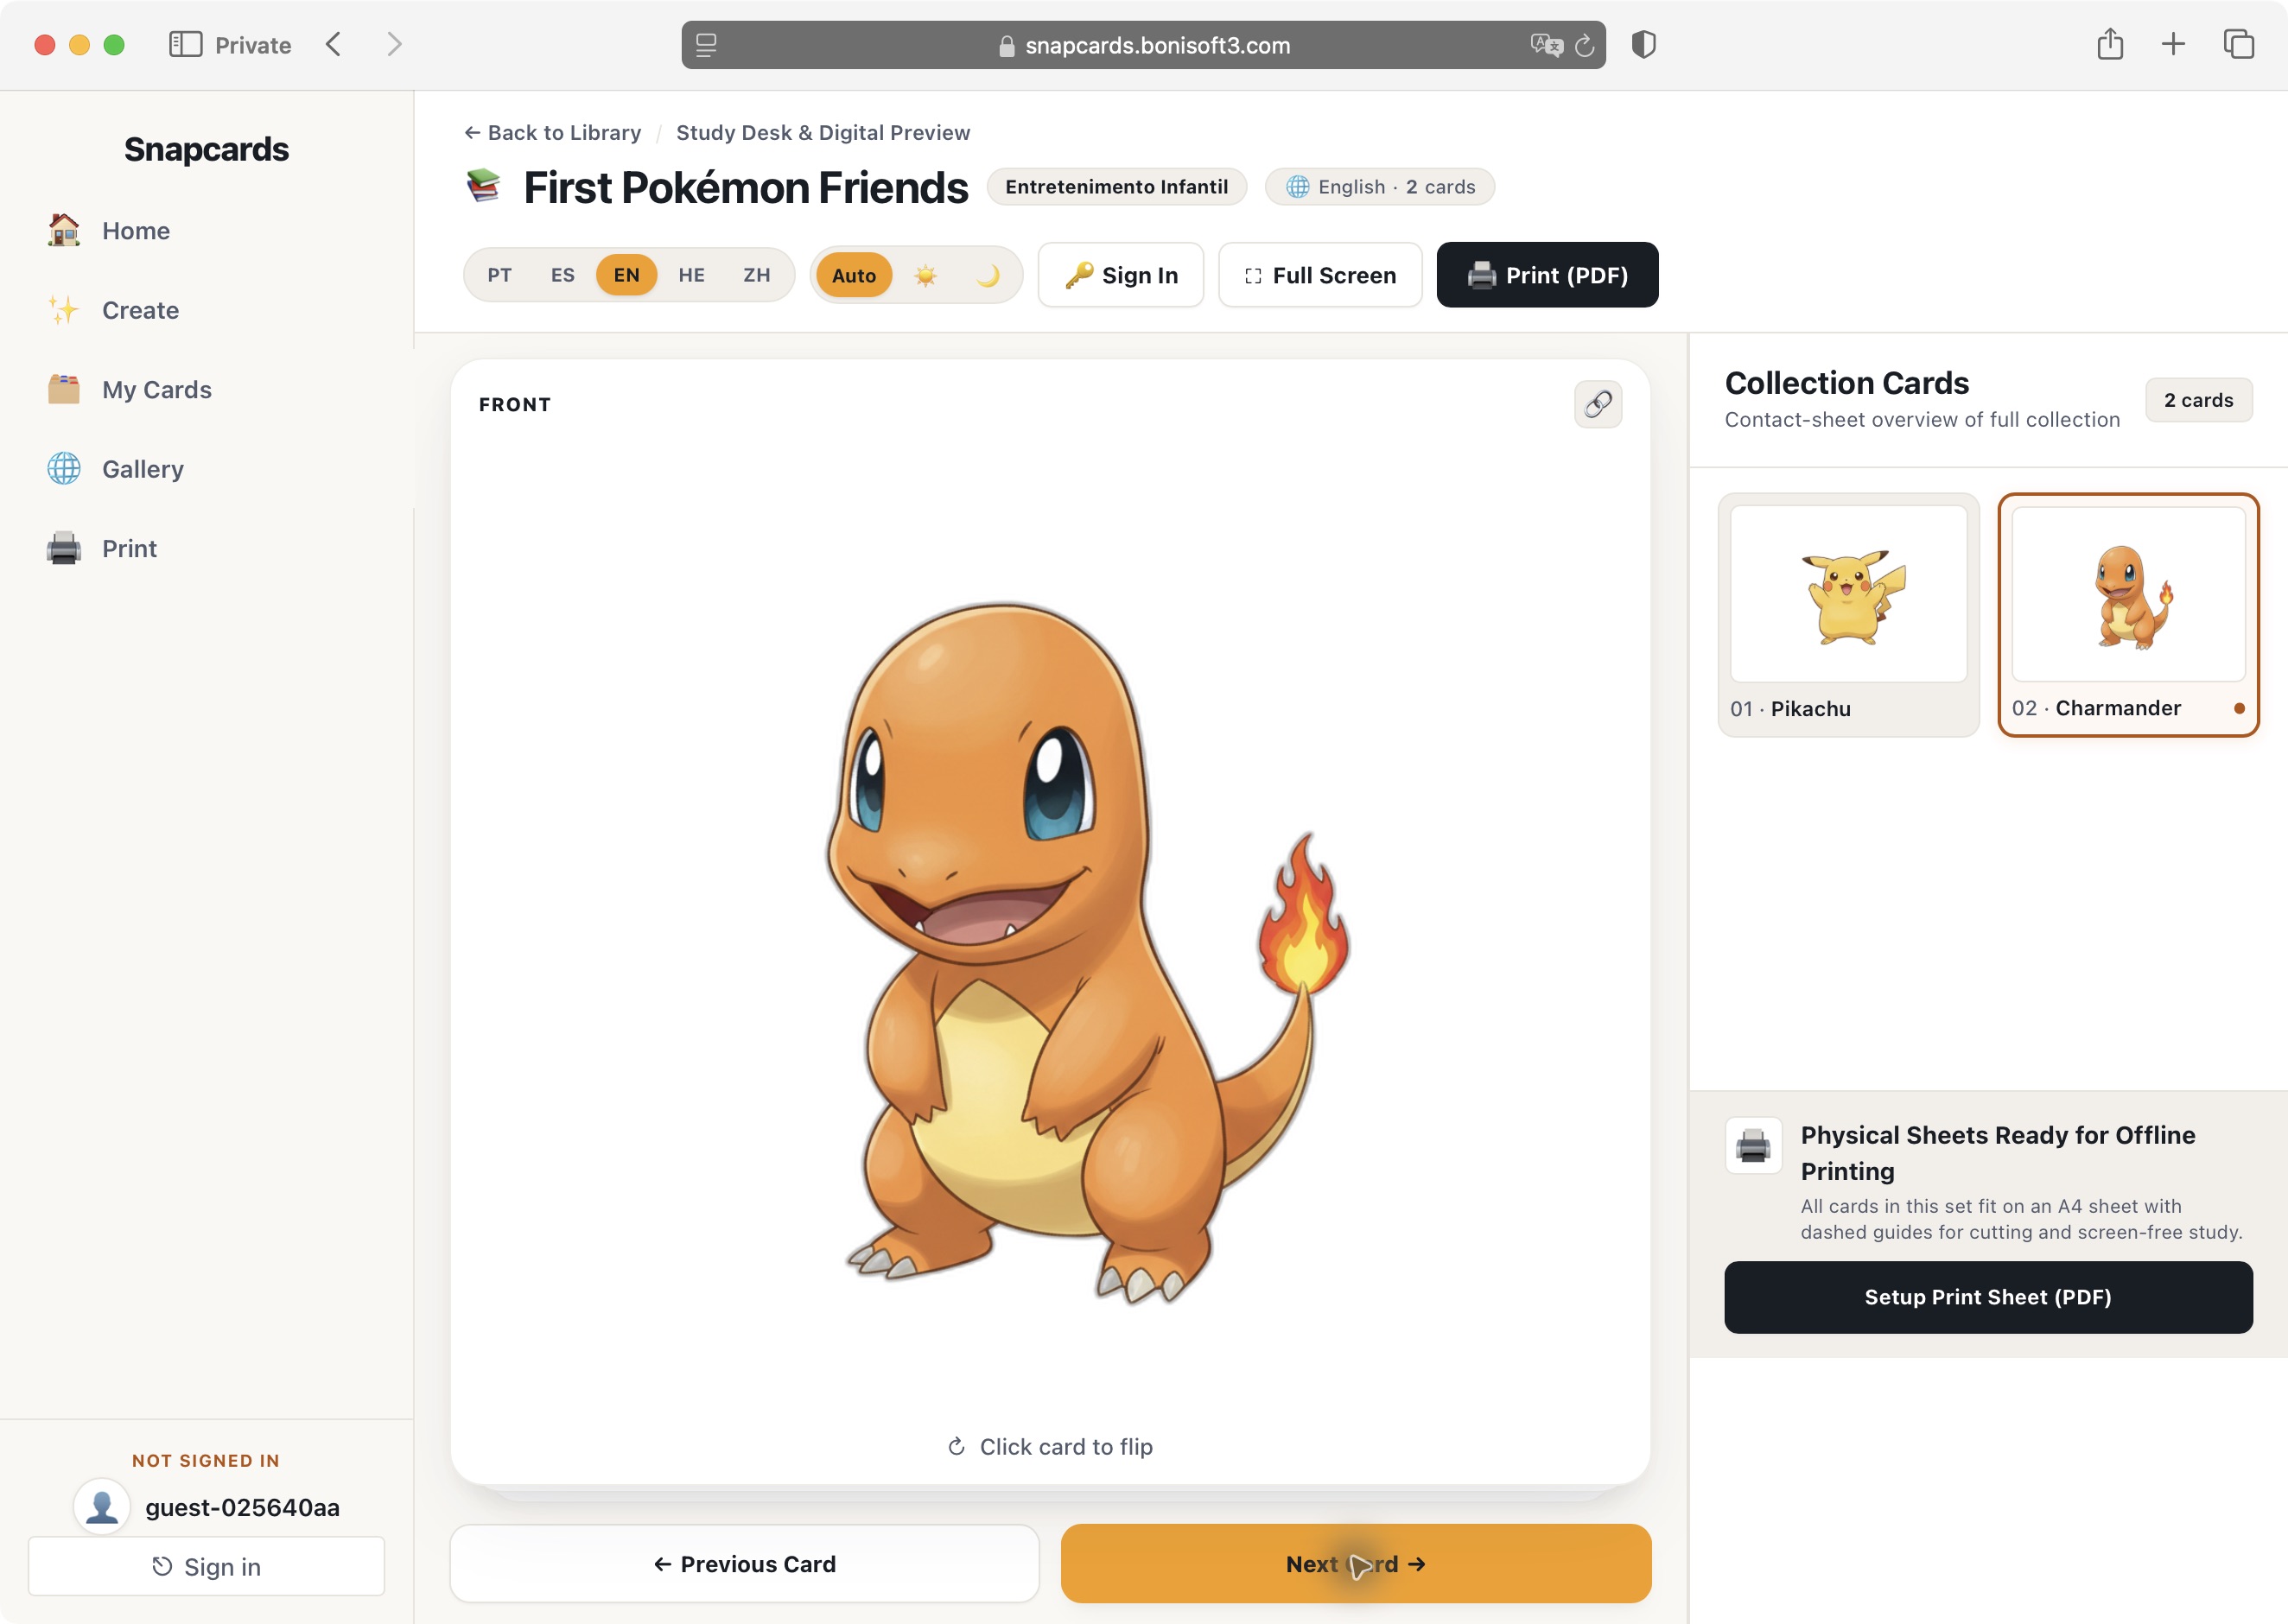 Private
snapcards.bonisoft3.com
Snapcards
Home
Create
My Cards
Gallery
Print
NOT SIGNED IN
guest-025640aa
Sign in
← Back to Library / Study Desk & Digital Preview
First Pokémon Friends
Entretenimento Infantil
English · 2 cards
PT ES EN HE ZH
Auto
Sign In
Full Screen
Print (PDF)
FRONT
Click card to flip
← Previous Card
Next →
Collection Cards
Contact-sheet overview of full collection
2 cards
01 · Pikachu
02 · Charmander
Physical Sheets Ready for Offline
Printing
All cards in this set fit on an A4 sheet with
dashed guides for cutting and screen-free study.
Setup Print Sheet (PDF)